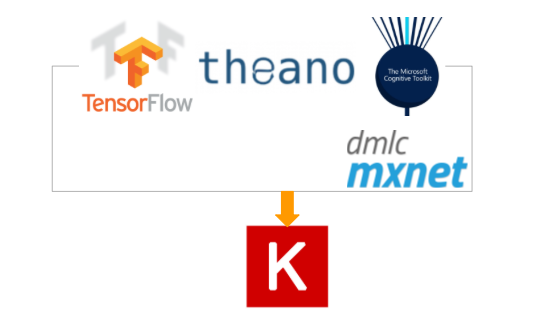 TensorFlow
theano
The Microsoft
Cognitive Toolkit
dmlc
mxnet
K